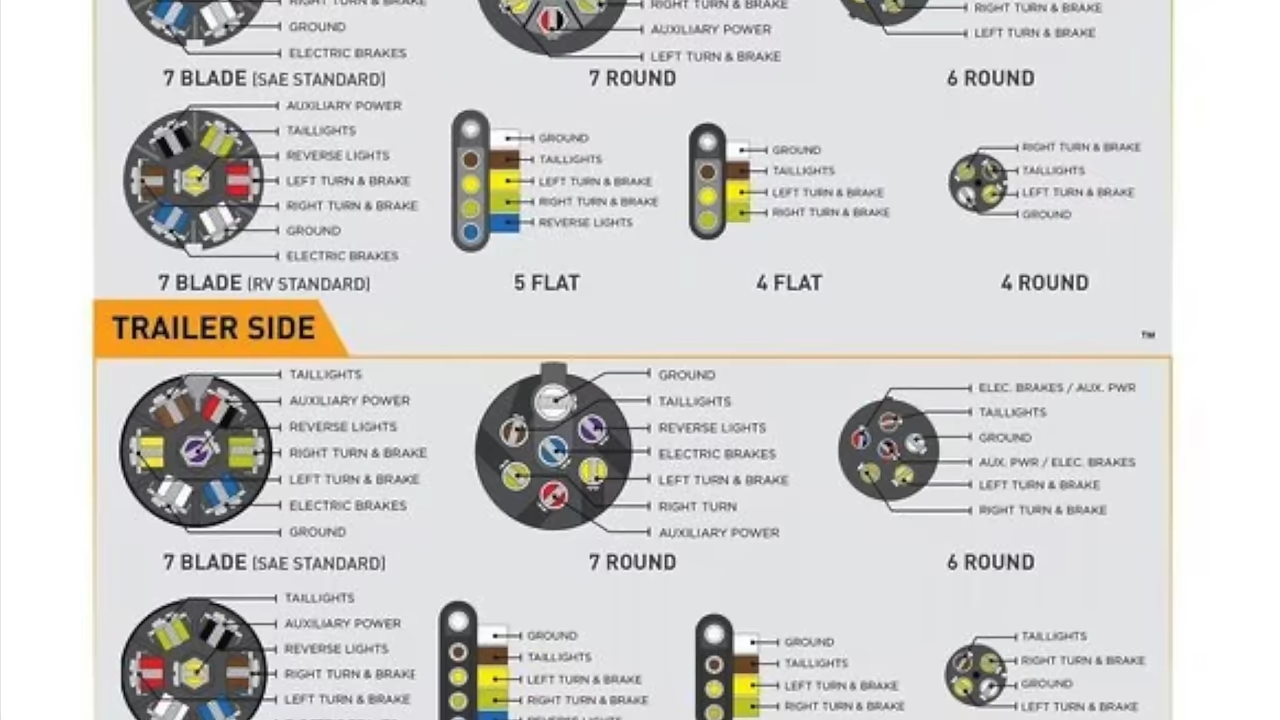 RIGHT TURN & BRAKE
GROUND
ELECTRIC BRAKES
7 BLADE (SAE STANDARD)
RIGHT TURN & BRAKE
AUXILIARY POWER
LEFT TURN & BRAKE
7 ROUND
RIGHT TURN & BRAKE
LEFT TURN & BRAKE
6 ROUND
AUXILIARY POWER
TAILLIGHTS
REVERSE LIGHTS
LEFT TURN & BRAKE
RIGHT TURN & BRAKE
GROUND
ELECTRIC BRAKES
7 BLADE (RV STANDARD)
GROUND
TAILLIGHTS
LEFT TURN & BRAKE
RIGHT TURN & BRAKE
REVERSE LIGHTS
5 FLAT
GROUND
TAILLIGHTS
LEFT TURN & BRAKE
RIGHT TURN & BRAKE
4 FLAT
RIGHT TURN & BRAKE
TAILLIGHTS
LEFT TURN & BRAKE
GROUND
4 ROUND
TRAILER SIDE
™
TAILLIGHTS
AUXILIARY POWER
REVERSE LIGHTS
RIGHT TURN & BRAKE
LEFT TURN & BRAKE
ELECTRIC BRAKES
GROUND
7 BLADE (SAE STANDARD)
GROUND
TAILLIGHTS
REVERSE LIGHTS
ELECTRIC BRAKES
LEFT TURN & BRAKE
RIGHT TURN
AUXILIARY POWER
7 ROUND
ELEC. BRAKES / AUX. PWR
TAILLIGHTS
GROUND
AUX. PWR / ELEC. BRAKES
LEFT TURN & BRAKE
RIGHT TURN & BRAKE
6 ROUND
TAILLIGHTS
AUXILIARY POWER
REVERSE LIGHTS
RIGHT TURN & BRAKE
LEFT TURN & BRAKE
GROUND
TAILLIGHTS
LEFT TURN & BRAKE
RIGHT TURN & BRAKE
REVERSE LIGHTS
GROUND
TAILLIGHTS
LEFT TURN & BRAKE
RIGHT TURN & BRAKE
TAILLIGHTS
RIGHT TURN & BRAKE
GROUND
LEFT TURN & BRAKE